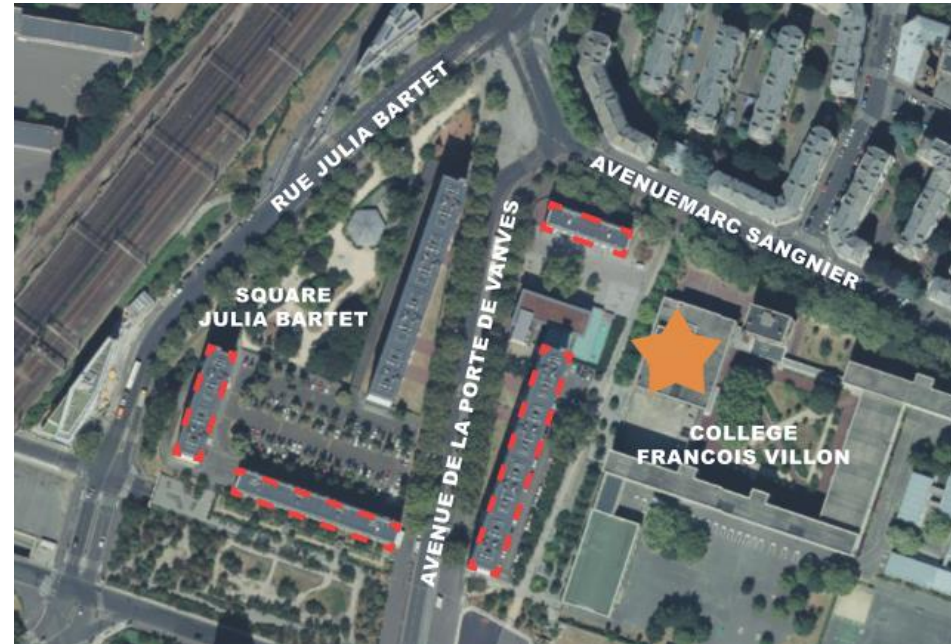 RUE JULIA BARTET
AVENUEMARC SANGNIER
SQUARE
JULIA BARTET
AVENUE DE LA PORTE DE VANVES
COLLEGE
FRANCOIS VILLON